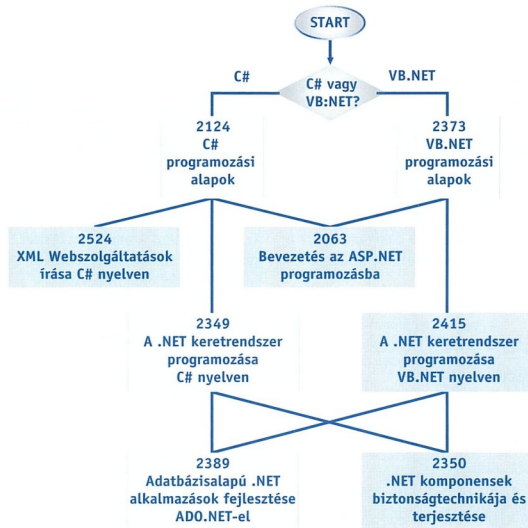 START
C# vagy
VB:NET?
C#
VB.NET
2124
C#
programozási
alapok
2373
VB.NET
programozási
alapok
2524
XML Webszolgáltatások
írása C# nyelven
2063
Bevezetés az ASP.NET
programozásba
2349
A .NET keretrendszer
programozása
C# nyelven
2415
A .NET keretrendszer
programozása
VB.NET nyelven
2389
Adatbázisalapú .NET
alkalmazások fejlesztése
ADO.NET-el
2350
.NET komponensek
biztonságtechnikája és
terjesztése